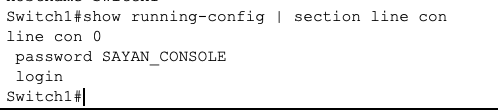 Switch1#show running-config | section line con
line con 0
 password SAYAN_CONSOLE
 login
Switch1#